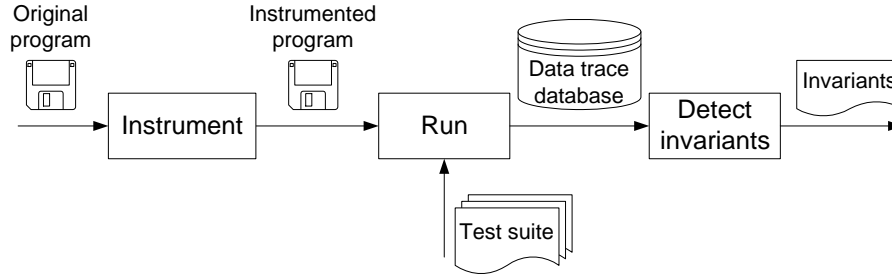 Original
program
Instrumented
program
Data trace
database
Invariants
Instrument
Run
Detect
invariants
Test suite